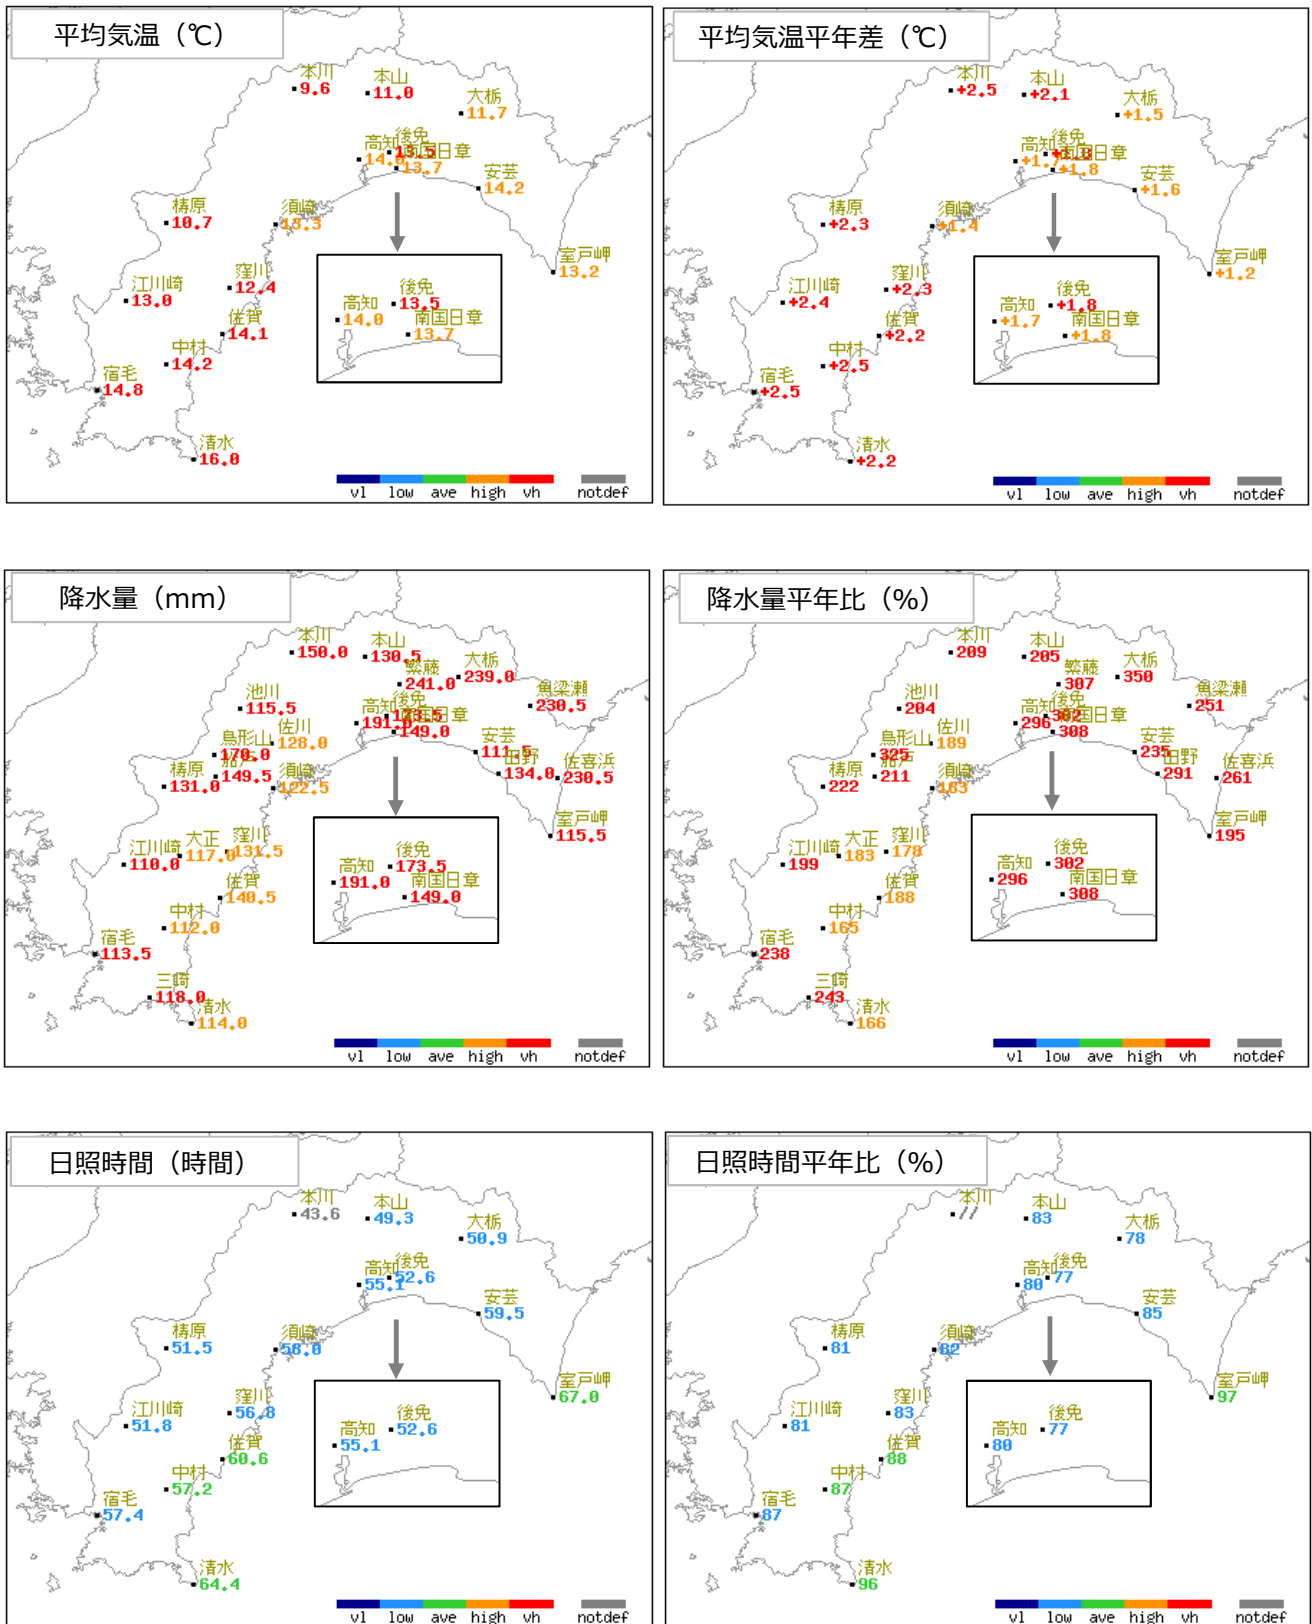 平均気温（℃）
本川
9.6
本山
11.0
大栃
11.7
高知
後免
南国日章
13.7
安芸
14.2
梼原
10.7
須崎
室戸岬
13.2
江川崎
13.0
窪川
12.4
佐賀
14.1
中村
14.2
宿毛
14.8
清水
16.0
後免
13.5
高知
14.0
南国日章
13.7
vl low ave high vh notdef
平均気温平年差（℃）
本川
+2.5
本山
+2.1
大栃
+1.5
高知
+1.7
後免
南国日章
+1.8
安芸
+1.6
梼原
+2.3
須崎
+1.4
室戸岬
+1.2
江川崎
+2.4
窪川
+2.3
佐賀
+2.2
中村
+2.5
宿毛
+2.5
清水
+2.2
後免
+1.8
高知
+1.7
南国日章
+1.8
vl low ave high vh notdef
降水量（mm）
本川
150.0
本山
130.5
繁藤
241.0
大栃
239.0
魚梁瀬
230.5
池川
115.5
高知
191.0
後免
南国日章
149.0
佐川
128.0
鳥形山
170.0
船戸
149.5
安芸
111.5
田野
134.0
佐喜浜
230.5
梼原
131.0
須崎
122.5
室戸岬
115.5
江川崎
110.0
大正
117.0
窪川
131.5
佐賀
140.5
中村
112.0
宿毛
113.5
三崎
118.0
清水
114.0
後免
173.5
高知
191.0
南国日章
149.0
vl low ave high vh notdef
降水量平年比（%）
本川
209
本山
205
繁藤
307
大栃
350
魚梁瀬
251
池川
204
高知
296
後免
302
南国日章
308
佐川
189
鳥形山
325
船戸
211
安芸
235
田野
291
佐喜浜
261
梼原
222
須崎
183
室戸岬
195
江川崎
199
大正
183
窪川
178
佐賀
188
中村
165
宿毛
238
三崎
243
清水
166
後免
302
高知
296
南国日章
308
vl low ave high vh notdef
日照時間（時間）
本川
43.6
本山
49.3
大栃
50.9
高知
55.1
後免
52.6
安芸
59.5
梼原
51.5
須崎
58.0
室戸岬
67.0
江川崎
51.8
窪川
56.8
佐賀
60.6
中村
57.2
宿毛
57.4
清水
64.4
後免
52.6
高知
55.1
vl low ave high vh notdef
日照時間平年比（%）
本川
//
本山
83
大栃
78
高知
80
後免
77
安芸
85
梼原
81
須崎
82
室戸岬
97
江川崎
81
窪川
83
佐賀
88
中村
87
宿毛
87
清水
96
後免
77
高知
80
vl low ave high vh notdef